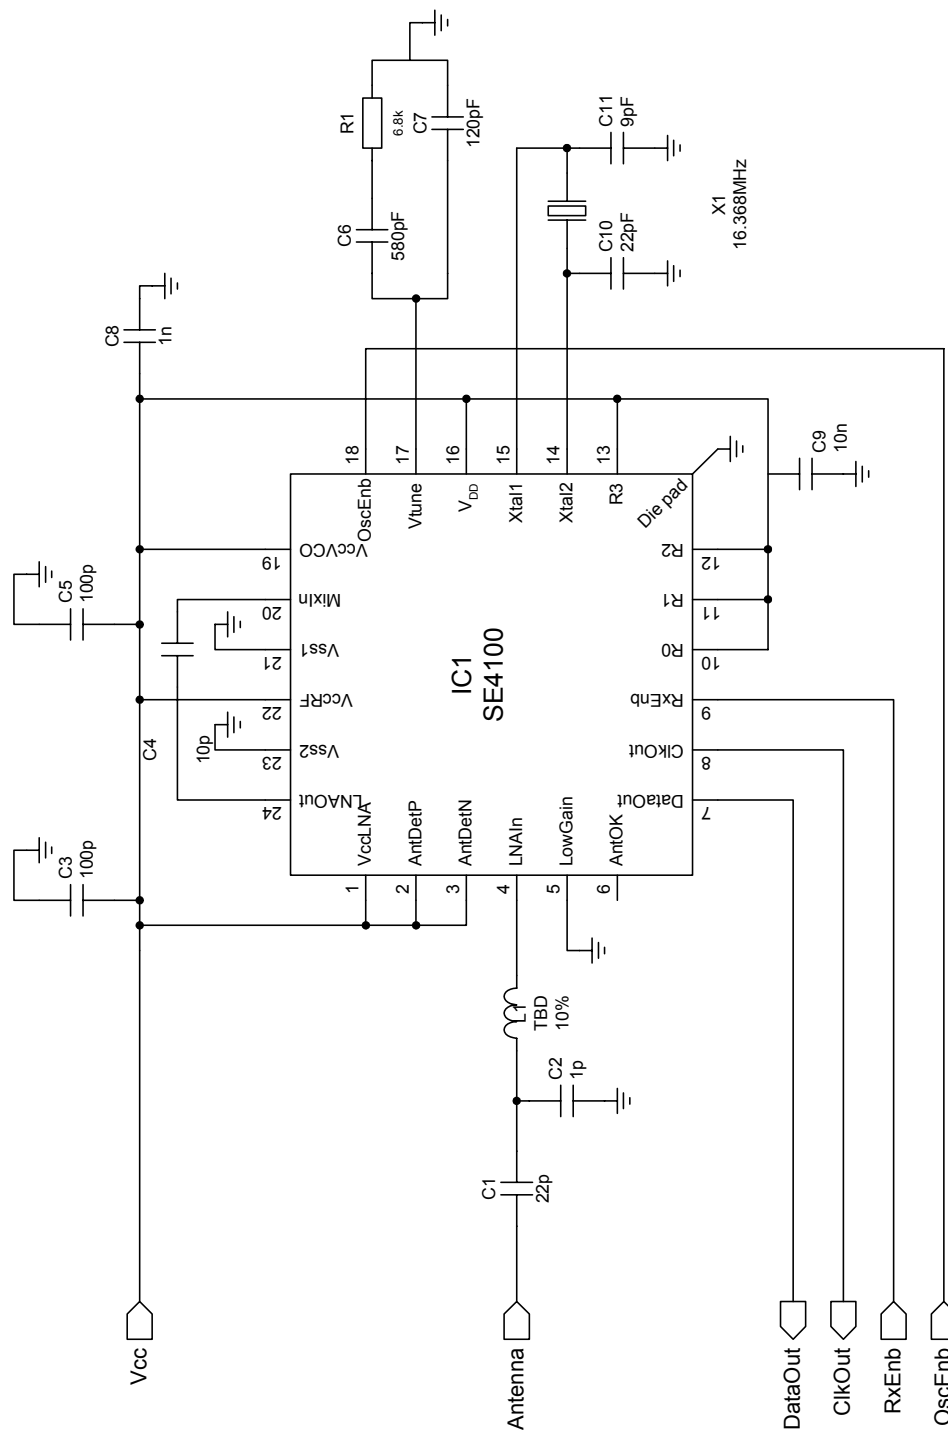 R1
6.8k
C7
120pF
C6
580pF
C11
9pF
C10
22pF
X1
16.368MHz
C8
1n
C5
100p
C4
10p
C3
100p
18
17
16
15
14
13
OscEnb
Vtune
VDD
Xtal1
Xtal2
R3
Die pad
C9
10n
19
VccVCO
20
MixIn
21
Vss1
22
VccRF
23
Vss2
24
LNAOut
IC1
SE4100
R2
12
R1
11
R0
10
RxEnb
9
ClkOut
8
DataOut
7
VccLNA
AntDetP
AntDetN
LNAIn
LowGain
AntOK
1
2
3
4
5
6
L1
TBD
10%
C2
1p
C1
22p
Vcc
Antenna
DataOut
ClkOut
RxEnb
OscEnb